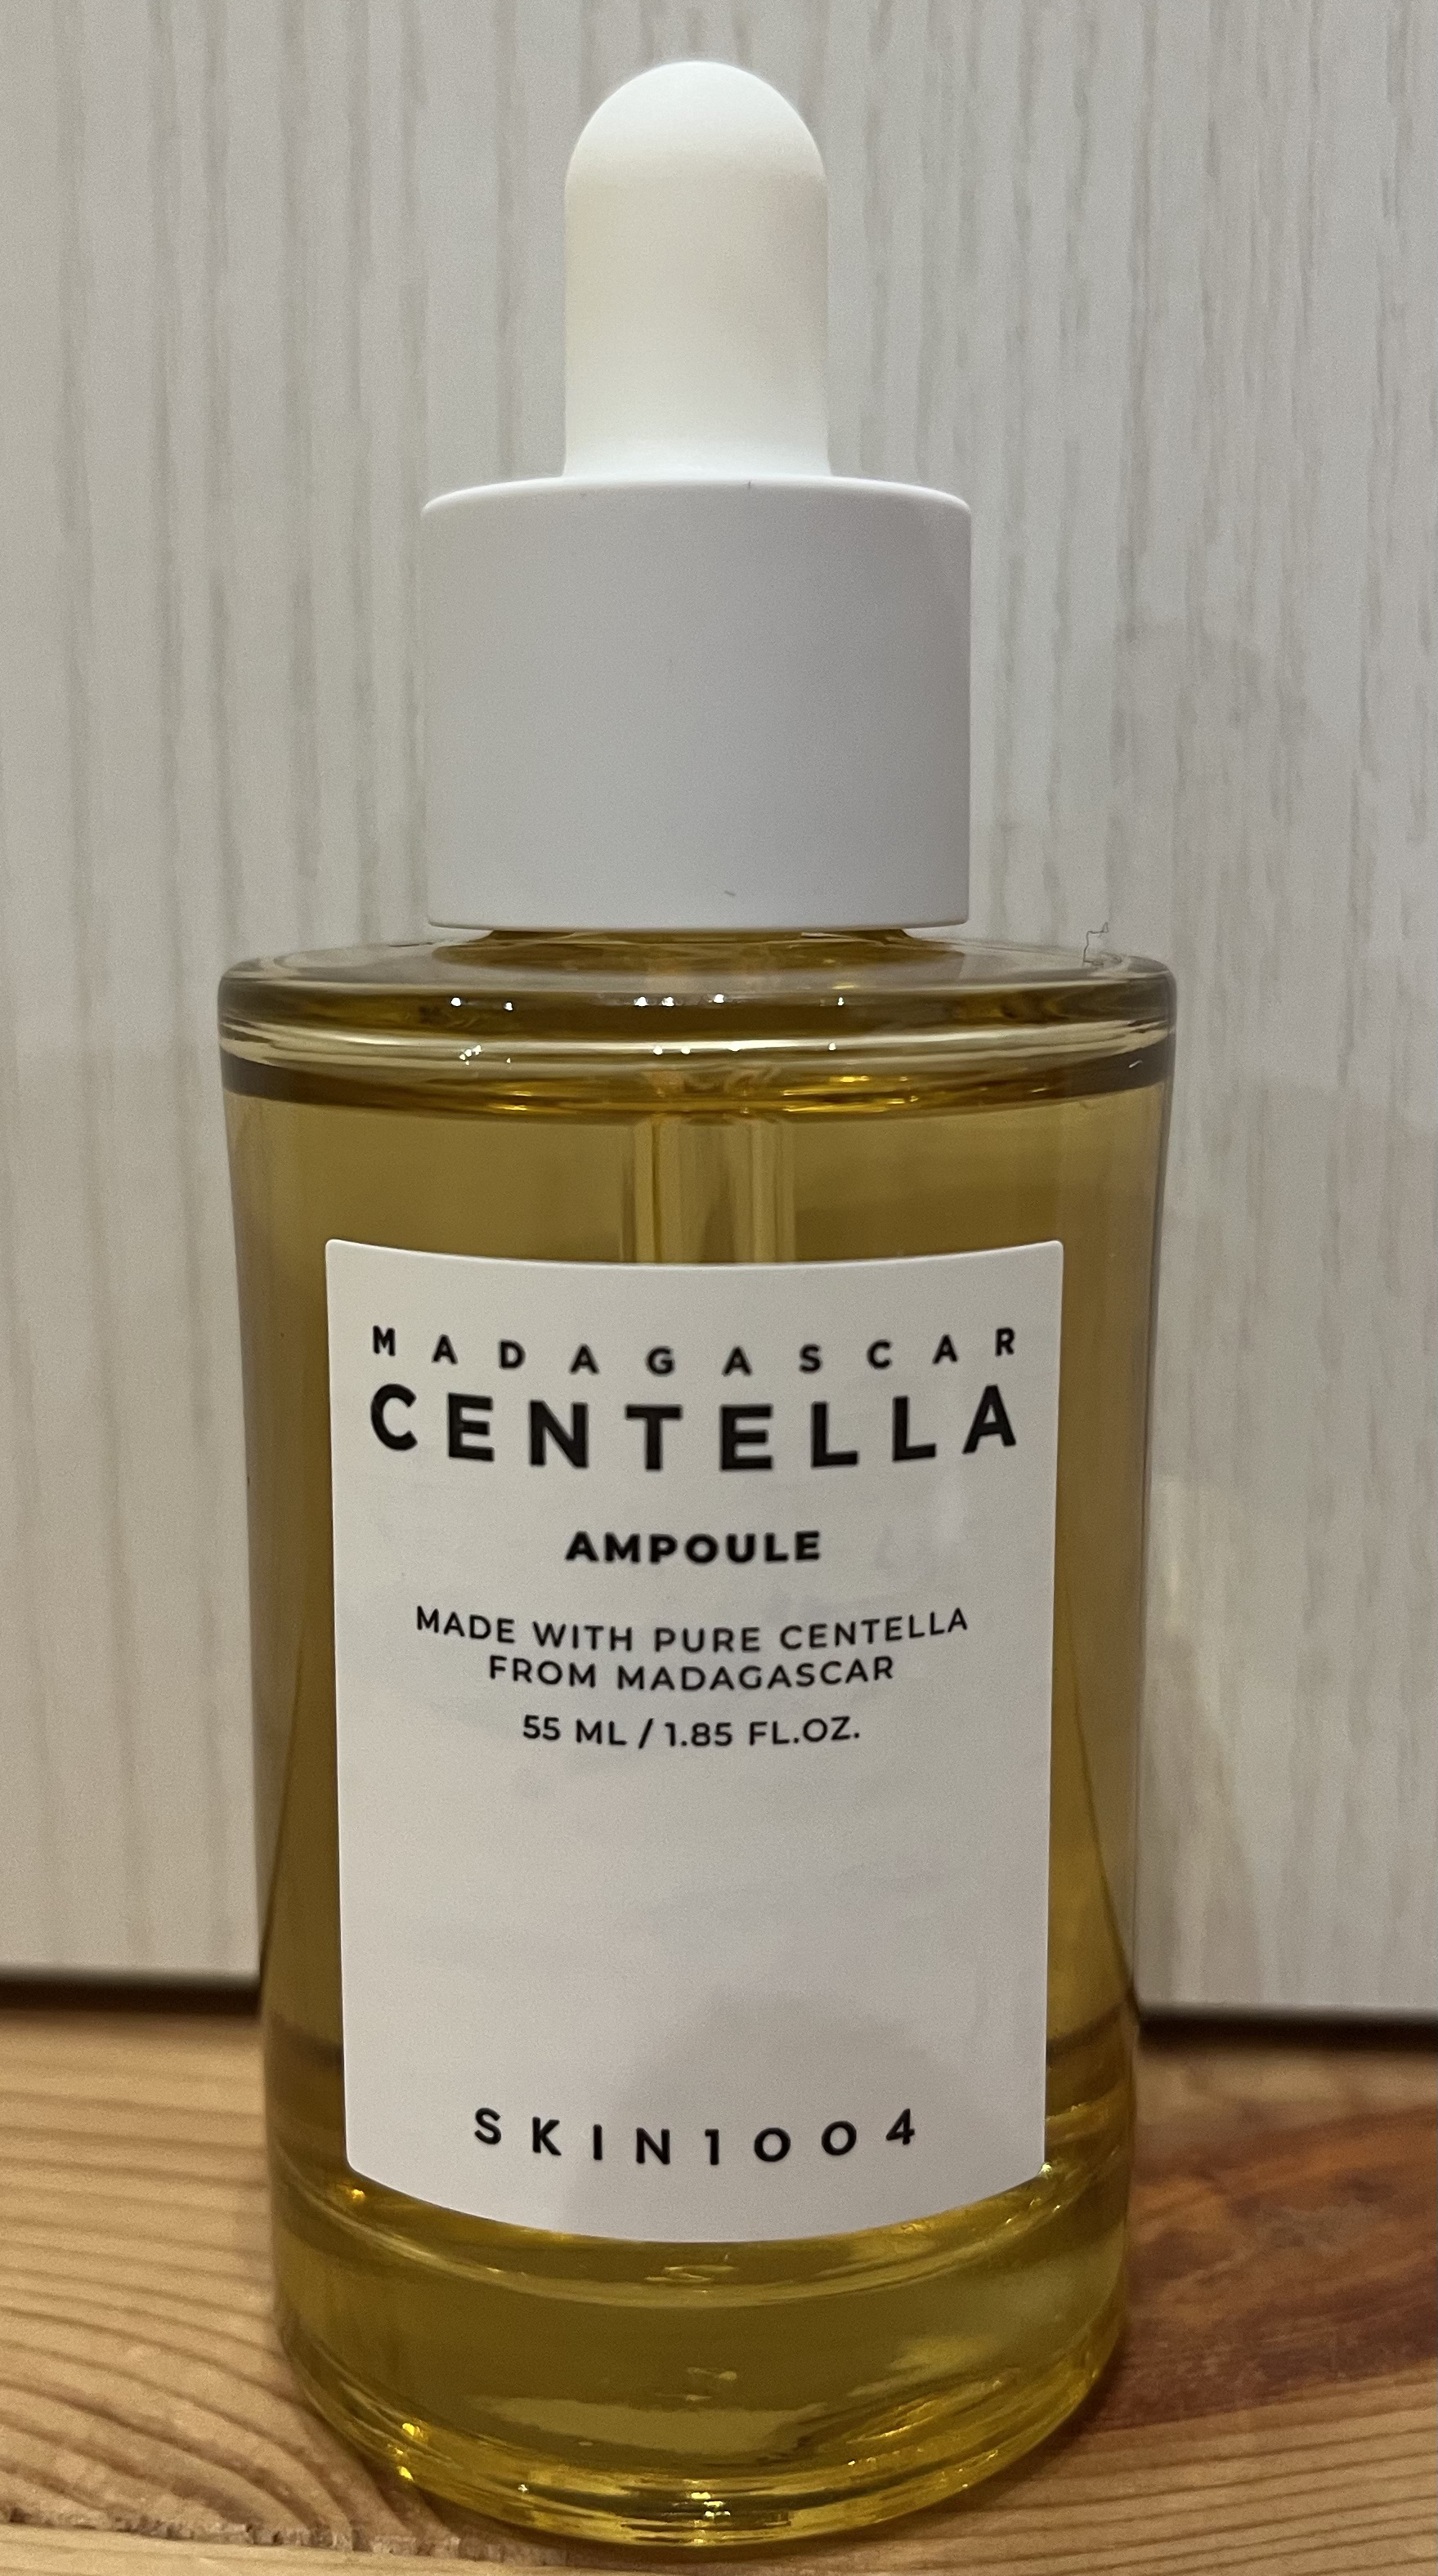 MADAGASCAR
CENTELLA
AMPOULE
MADE WITH PURE CENTELLA
FROM MADAGASCAR
55 ML / 1.85 FL.OZ.
SKIN1004